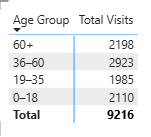 Age Group Total Visits
60+ 2198
36–60 2923
19–35 1985
0–18 2110
Total 9216